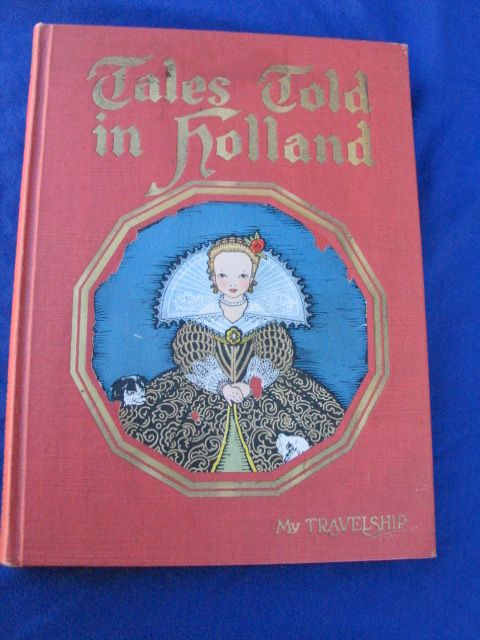 Tales Told
in Holland
My TRAVELSHIP